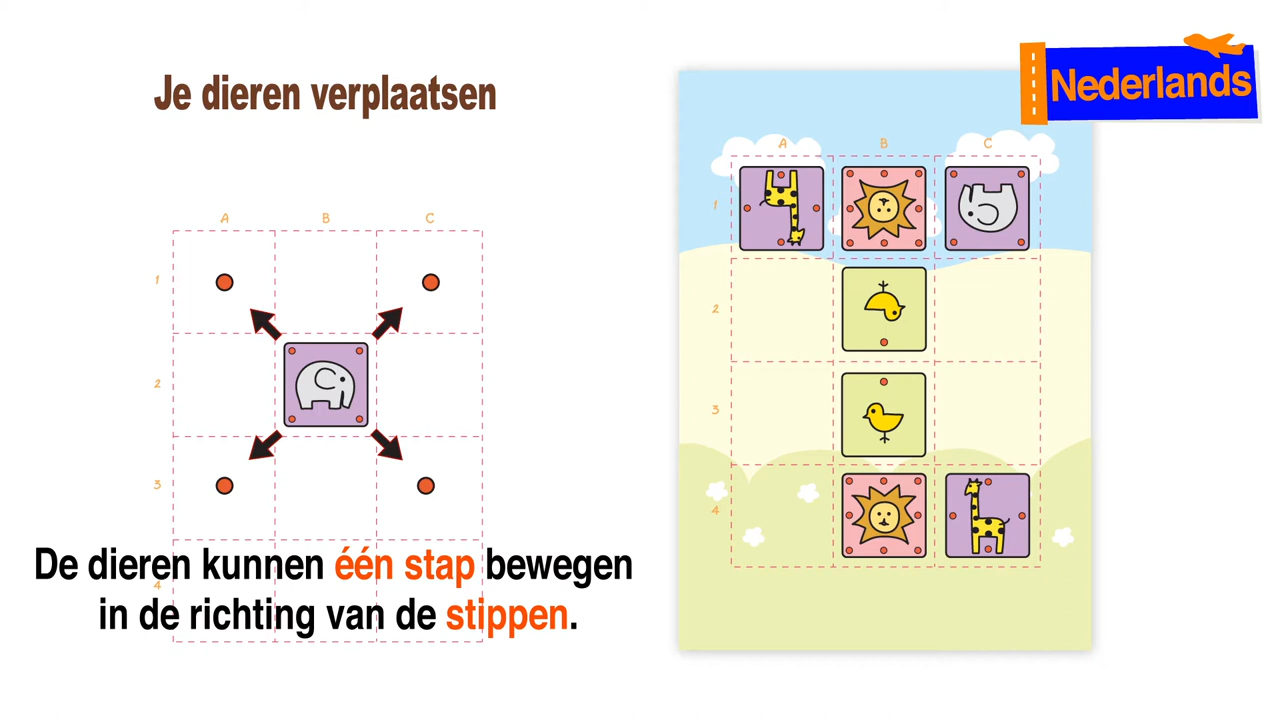 Je dieren verplaatsen
Nederlands
A B C
1
2
3
4
De dieren kunnen één stap bewegen
in de richting van de stippen.
A B C
1
2
3
4